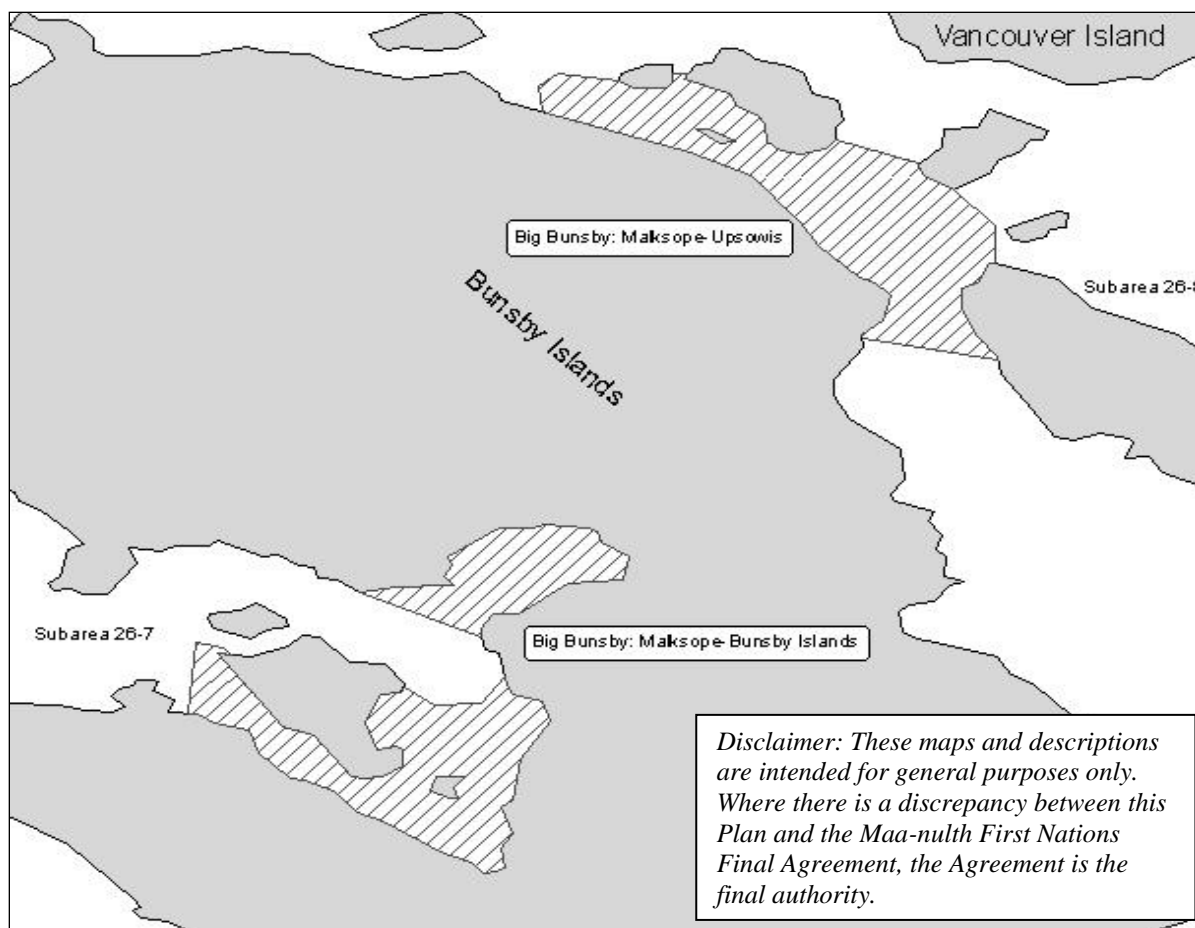 Vancouver Island
Big Bunsby: Malksope-Upsowis
Subarea 26-8
Bunsby Islands
Subarea 26-7
Big Bunsby: Malksope-Bunsby Islands
Disclaimer: These maps and descriptions
are intended for general purposes only.
Where there is a discrepancy between this
Plan and the Maa-nulth First Nations
Final Agreement, the Agreement is the
final authority.